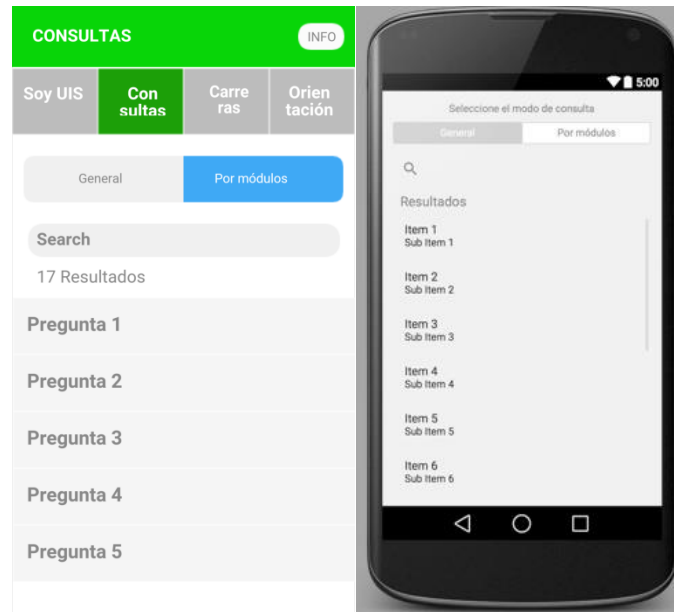 CONSULTAS
INFO
Soy UIS
Con
sultas
Carre
ras
Orien
tación
General
Por módulos
Search
17 Resultados
Pregunta 1
Pregunta 2
Pregunta 3
Pregunta 4
Pregunta 5
5:00
Seleccione el modo de consulta
General
Por módulos
Resultados
Item 1
Sub Item 1
Item 2
Sub Item 2
Item 3
Sub Item 3
Item 4
Sub Item 4
Item 5
Sub Item 5
Item 6
Sub Item 6